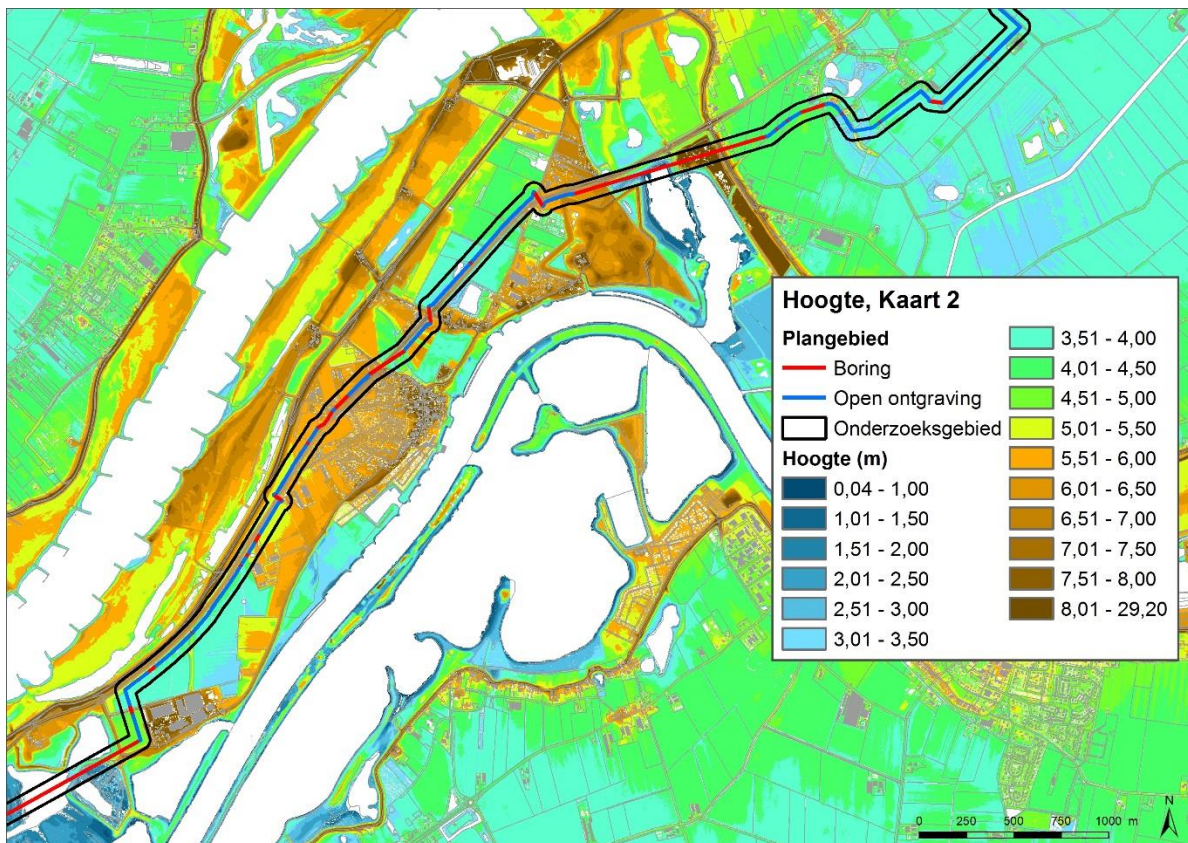 Hoogte, Kaart 2
Plangebied
Boring
Open ontgraving
Onderzoeksgebied
Hoogte (m)
0,04 - 1,00
1,01 - 1,50
1,51 - 2,00
2,01 - 2,50
2,51 - 3,00
3,01 - 3,50
3,51 - 4,00
4,01 - 4,50
4,51 - 5,00
5,01 - 5,50
5,51 - 6,00
6,01 - 6,50
6,51 - 7,00
7,01 - 7,50
7,51 - 8,00
8,01 - 29,20
N
0 250 500 750 1000 m